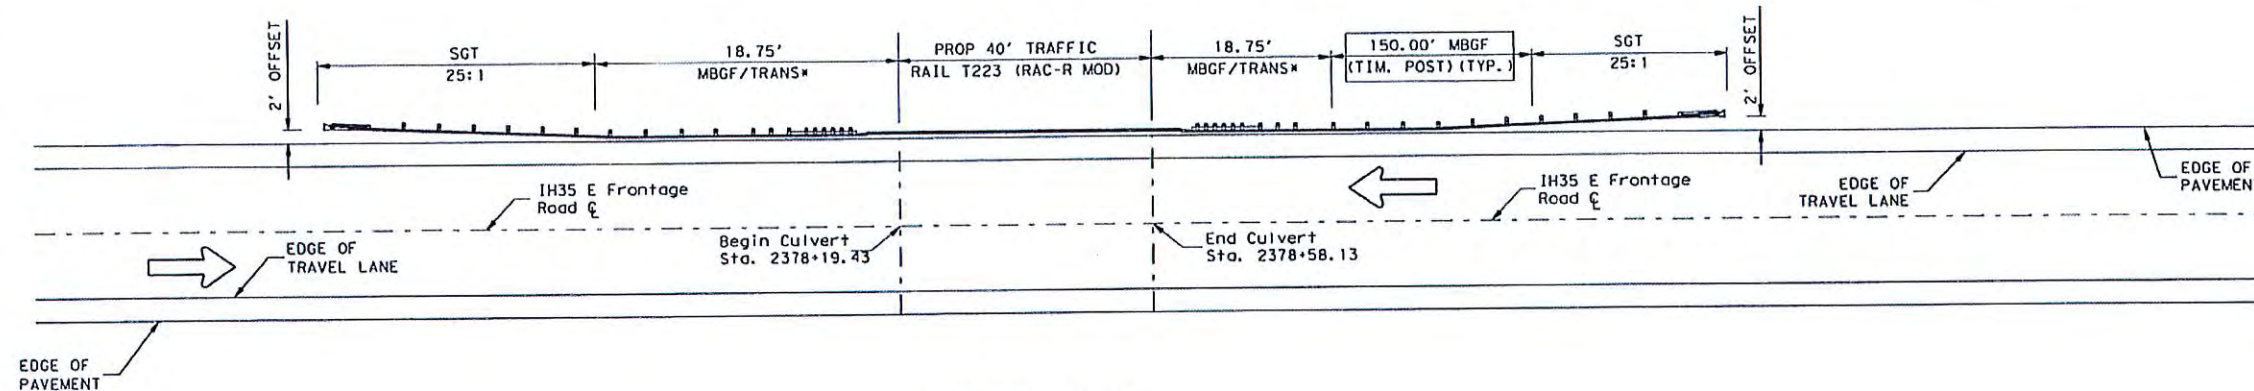 2' OFFSET
SGT
25:1
18.75'
MBGF/TRANS*
PROP 40' TRAFFIC
RAIL T223 (RAC-R MOD)
18.75'
MBGF/TRANS*
150.00' MBGF
(TIM. POST)(TYP.)
SGT
25:1
2' OFFSET
IH35 E Frontage
Road ℄
IH35 E Frontage
Road ℄
EDGE OF
TRAVEL LANE
EDGE OF
PAVEMEN
EDGE OF
TRAVEL LANE
Begin Culvert
Sta. 2378+19.43
End Culvert
Sta. 2378+58.13
EDGE OF
PAVEMENT